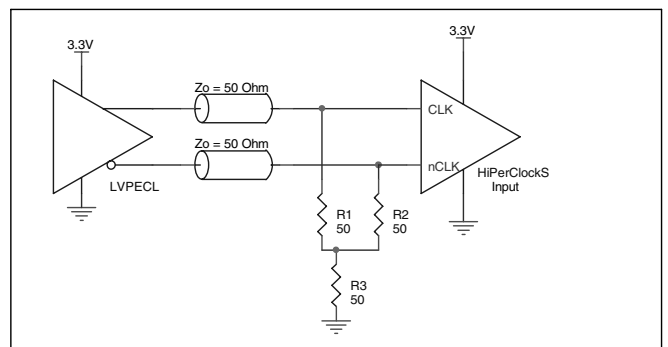 3.3V
3.3V
Zo = 50 Ohm
CLK
Zo = 50 Ohm
nCLK
LVPECL
HiPerClockS
Input
R1
50
R2
50
R3
50